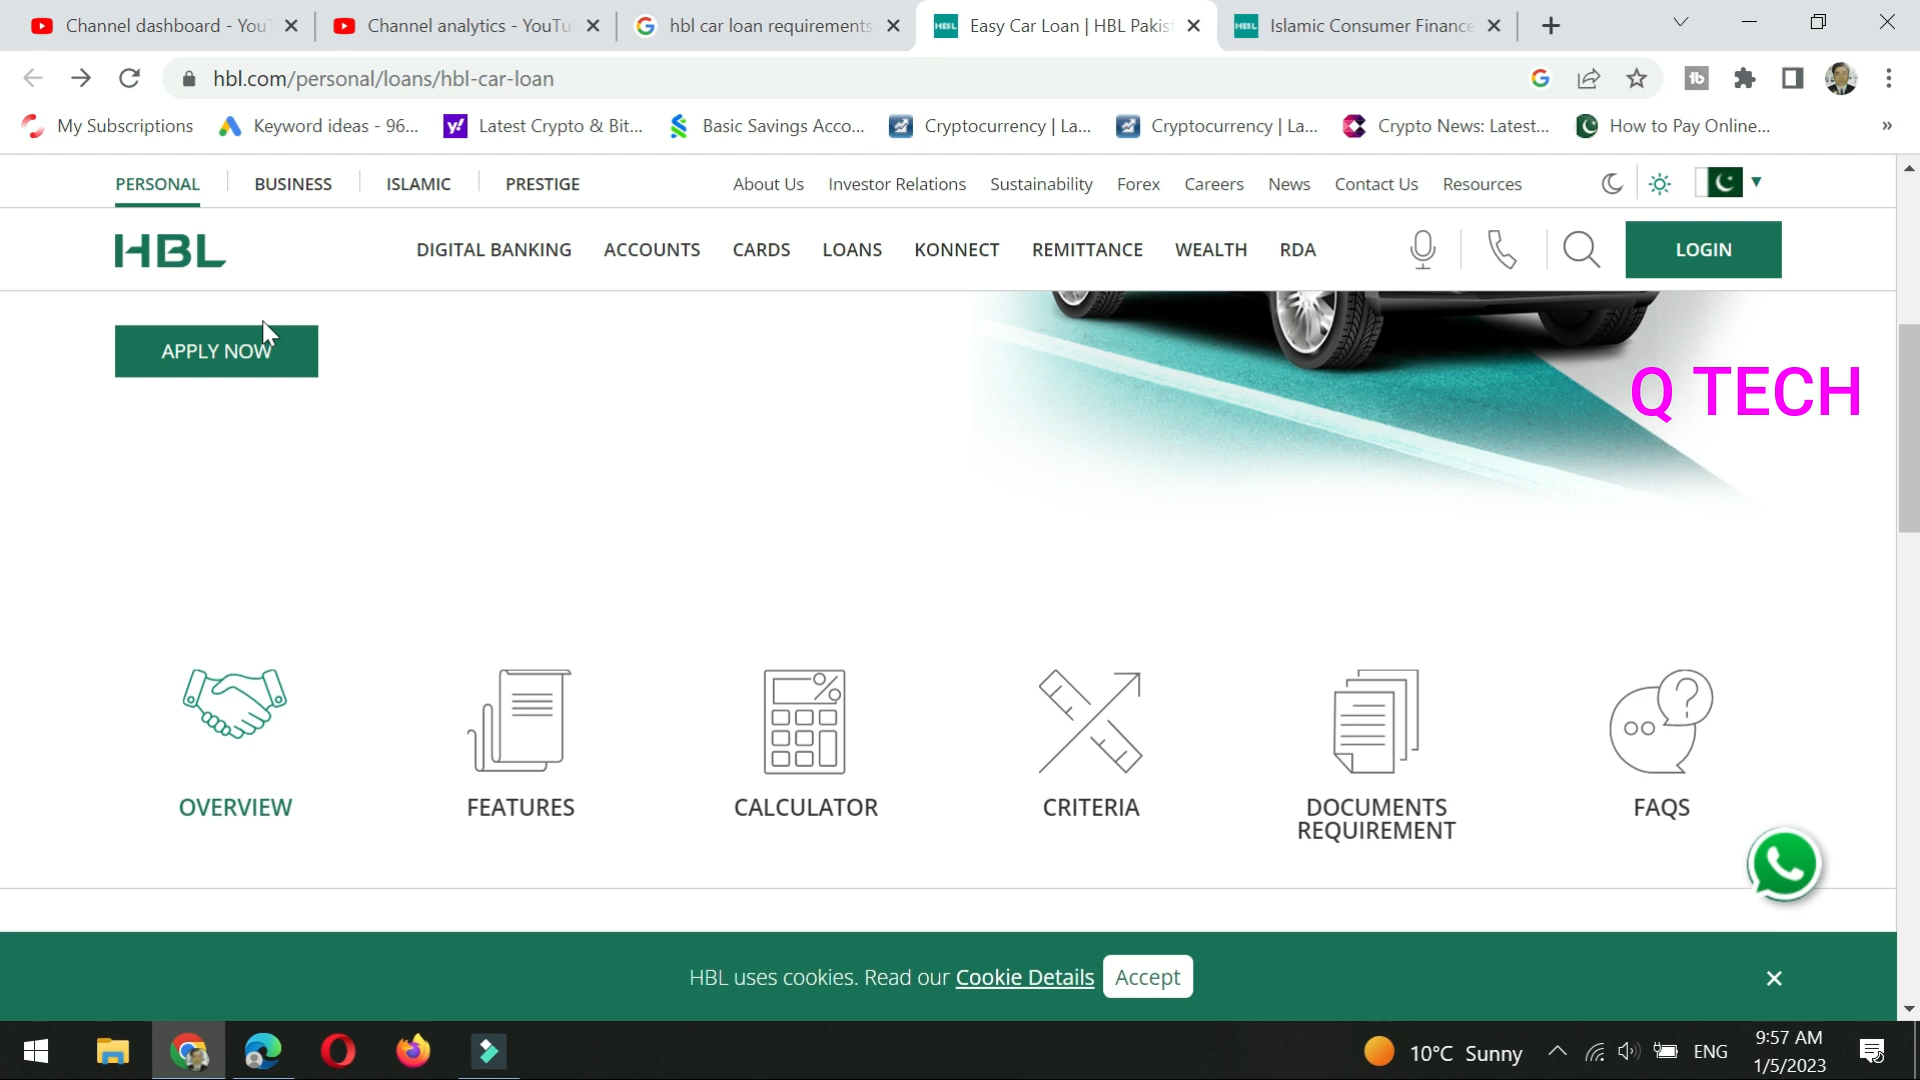 Channel dashboard - YouT
Channel analytics - YouTu
hbl car loan requirements
Easy Car Loan | HBL Pakist
Islamic Consumer Finance
hbl.com/personal/loans/hbl-car-loan
My Subscriptions
Keyword ideas - 96...
Latest Crypto & Bit...
Basic Savings Acco...
Cryptocurrency | La...
Cryptocurrency | La...
Crypto News: Latest...
How to Pay Online...
»
PERSONAL
BUSINESS
ISLAMIC
PRESTIGE
About Us
Investor Relations
Sustainability
Forex
Careers
News
Contact Us
Resources
HBL
DIGITAL BANKING
ACCOUNTS
CARDS
LOANS
KONNECT
REMITTANCE
WEALTH
RDA
LOGIN
APPLY NOW
Q TECH
OVERVIEW
FEATURES
CALCULATOR
CRITERIA
DOCUMENTS
REQUIREMENT
FAQS
HBL uses cookies. Read our Cookie Details
Accept
10°C Sunny
ENG
9:57 AM
1/5/2023